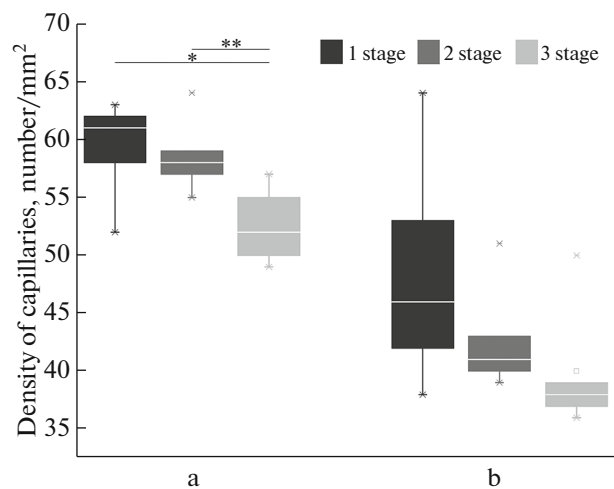 Density of capillaries, number/mm²
70
65
60
55
50
45
40
35
**
*
1 stage
2 stage
3 stage
a
b